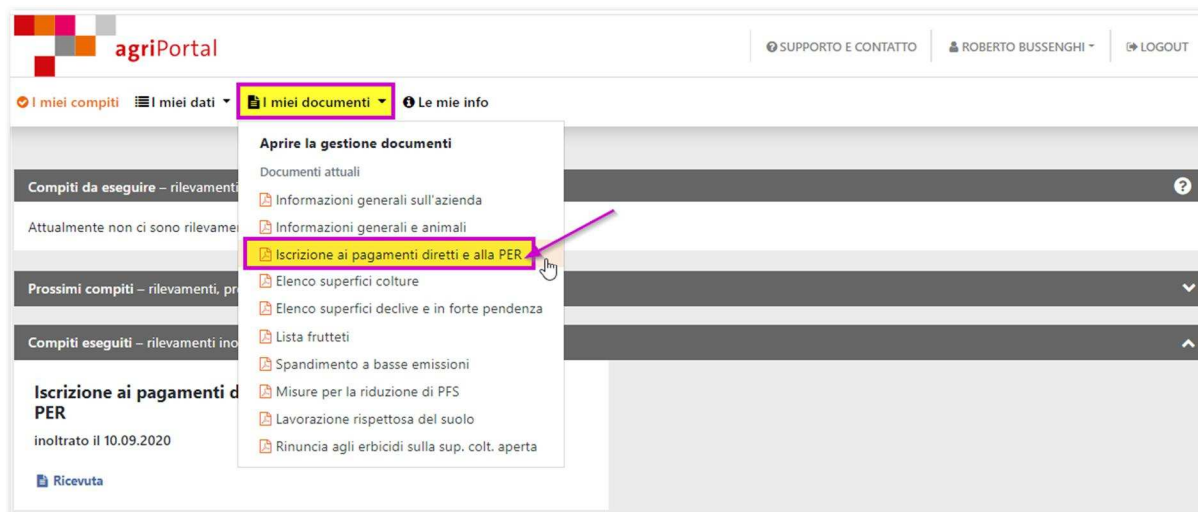 agriPortal
SUPPORTO E CONTATTO
ROBERTO BUSSENGHI
LOGOUT
I miei compiti
I miei dati
I miei documenti
Le mie info
Aprire la gestione documenti
Documenti attuali
Informazioni generali sull'azienda
Informazioni generali e animali
Iscrizione ai pagamenti diretti e alla PER
Elenco superfici colture
Elenco superfici declive e in forte pendenza
Lista frutteti
Spandimento a basse emissioni
Misure per la riduzione di PFS
Lavorazione rispettosa del suolo
Rinuncia agli erbicidi sulla sup. colt. aperta
Compiti da eseguire – rilevamenti
Attualmente non ci sono
Prossimi compiti – rilevamenti,
Compiti eseguiti – rilevamenti
Iscrizione ai pagamenti
PER
inoltrato il 10.09.2020
Ricevuta